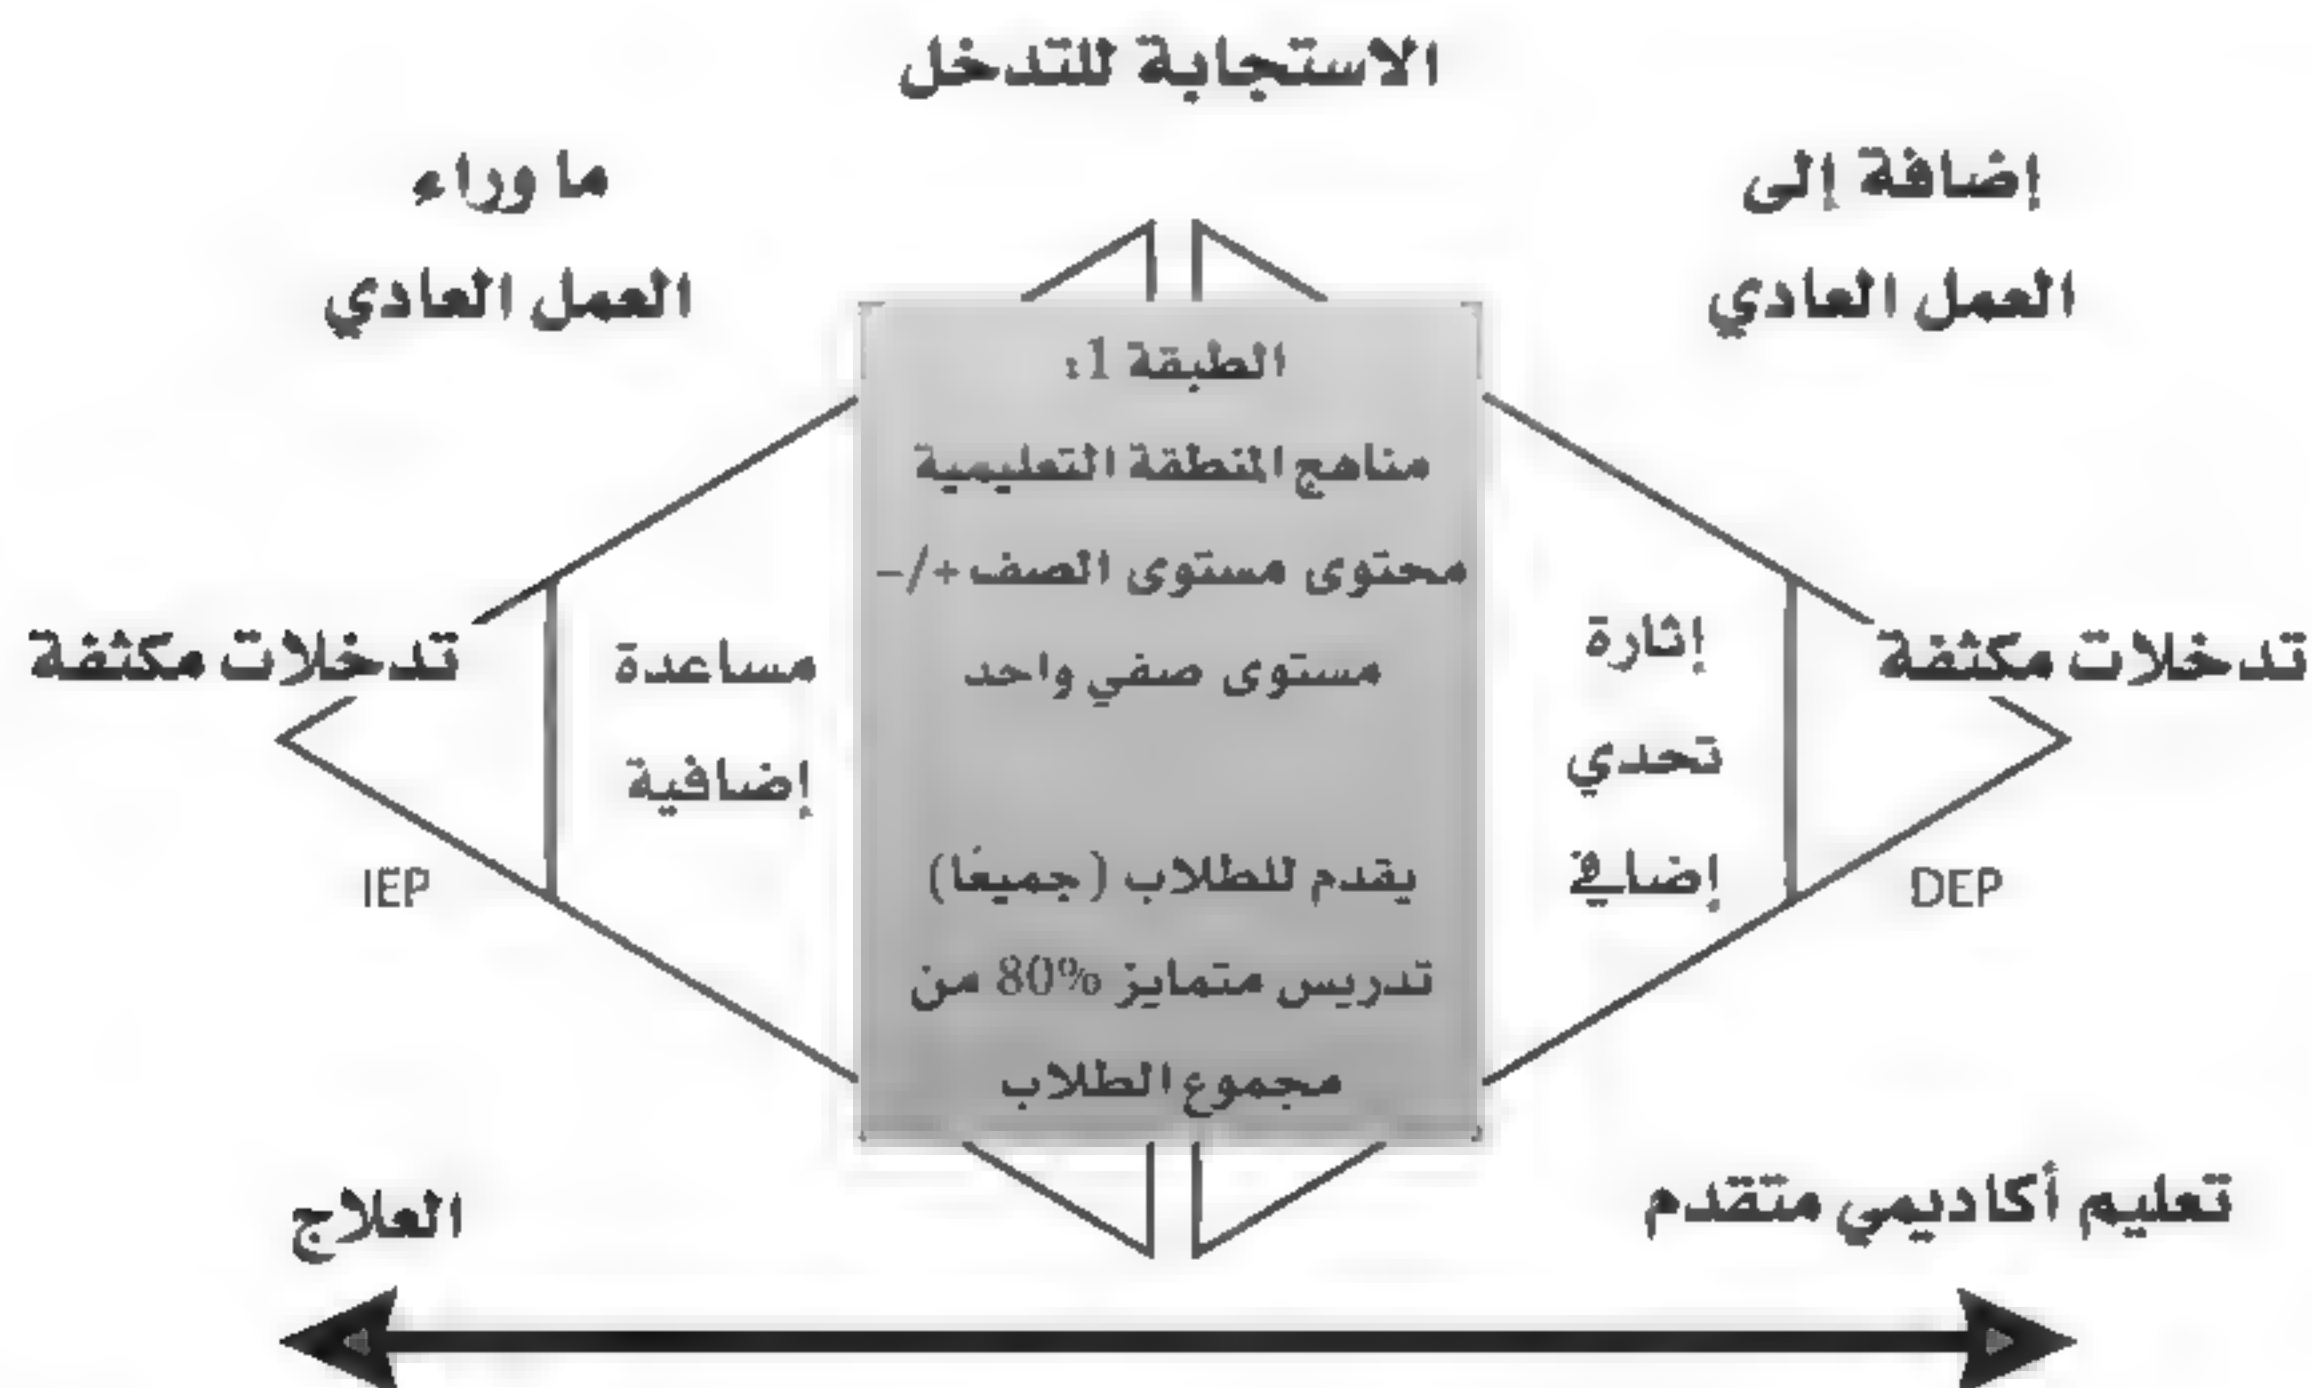 الاستجابة للتدخل
إضافة إلى
العمل العادي
ما وراء
العمل العادي
الطبقة 1:
مناهج المنطقة التعليمية
محتوى مستوى الصف +/-
مستوى صفي واحد
يقدم للطلاب (جميعًا)
تدريس متمايز 80% من
مجموع الطلاب
تدخلات مكثفة
إثارة
تحدي
إضافي
DEP
مساعدة
إضافية
تدخلات مكثفة
IEP
تعليم أكاديمي متقدم
العلاج